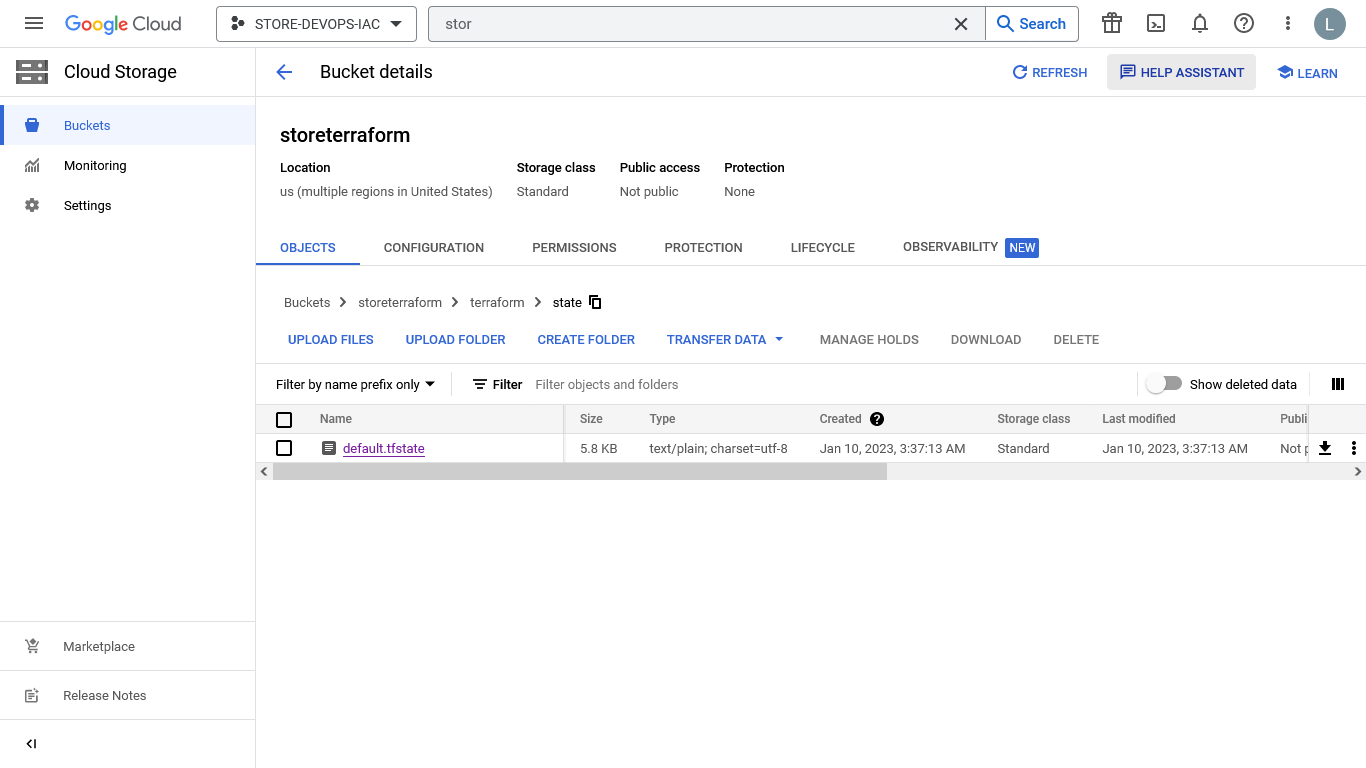 Google Cloud
STORE-DEVOPS-IAC
stor
Search
L
Cloud Storage
Bucket details
REFRESH
HELP ASSISTANT
LEARN
Buckets
Monitoring
Settings
Marketplace
Release Notes
storeterraform
Location
Storage class
Public access
Protection
us (multiple regions in United States)
Standard
Not public
None
OBJECTS
CONFIGURATION
PERMISSIONS
PROTECTION
LIFECYCLE
OBSERVABILITY NEW
Buckets
storeterraform
terraform
state
UPLOAD FILES
UPLOAD FOLDER
CREATE FOLDER
TRANSFER DATA
MANAGE HOLDS
DOWNLOAD
DELETE
Filter by name prefix only
Filter
Filter objects and folders
Show deleted data
Name
Size
Type
Created
Storage class
Last modified
Publi
default.tfstate
5.8 KB
text/plain; charset=utf-8
Jan 10, 2023, 3:37:13 AM
Standard
Jan 10, 2023, 3:37:13 AM
Not p